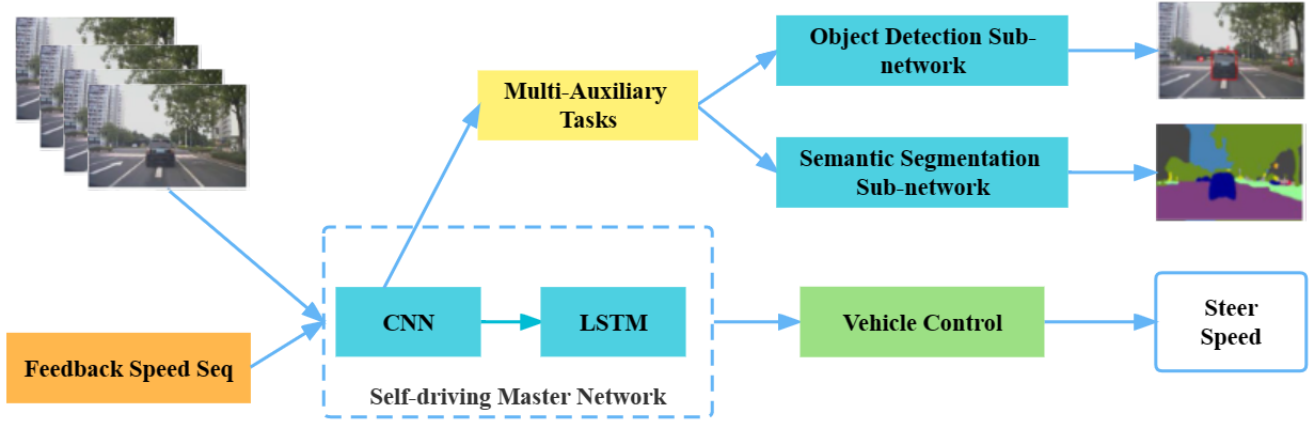 Object Detection Sub-
network
Multi-Auxiliary
Tasks
Semantic Segmentation
Sub-network
CNN
LSTM
Vehicle Control
Steer
Speed
Feedback Speed Seq
Self-driving Master Network